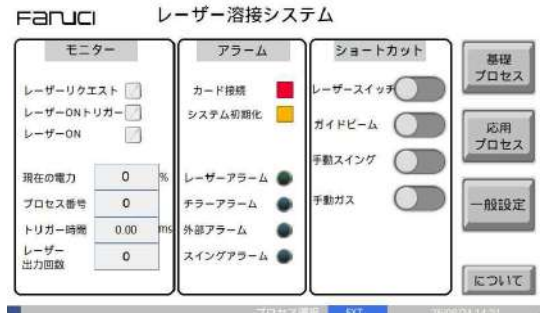 Fanuci
レーザー溶接システム
モニター
レーザーリクエスト
レーザーONトリガー
レーザーON
現在の電力 0 %
プロセス番号 0
トリガー時間 0.00 ms
レーザー
出力回数 0
アラーム
カード接続
システム初期化
レーザーアラーム
チラーアラーム
外部アラーム
スイングアラーム
ショートカット
レーザースイッチ
ガイドビーム
手動スイング
手動ガス
基礎
プロセス
応用
プロセス
一般設定
について
プロセス選択 EXT